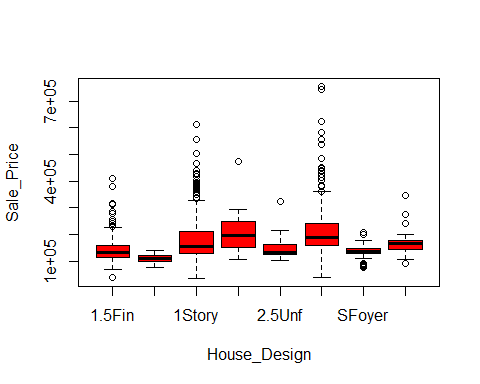 Sale_Price
7e+05
4e+05
1e+05
1.5Fin 1Story 2.5Unf SFoyer
House_Design